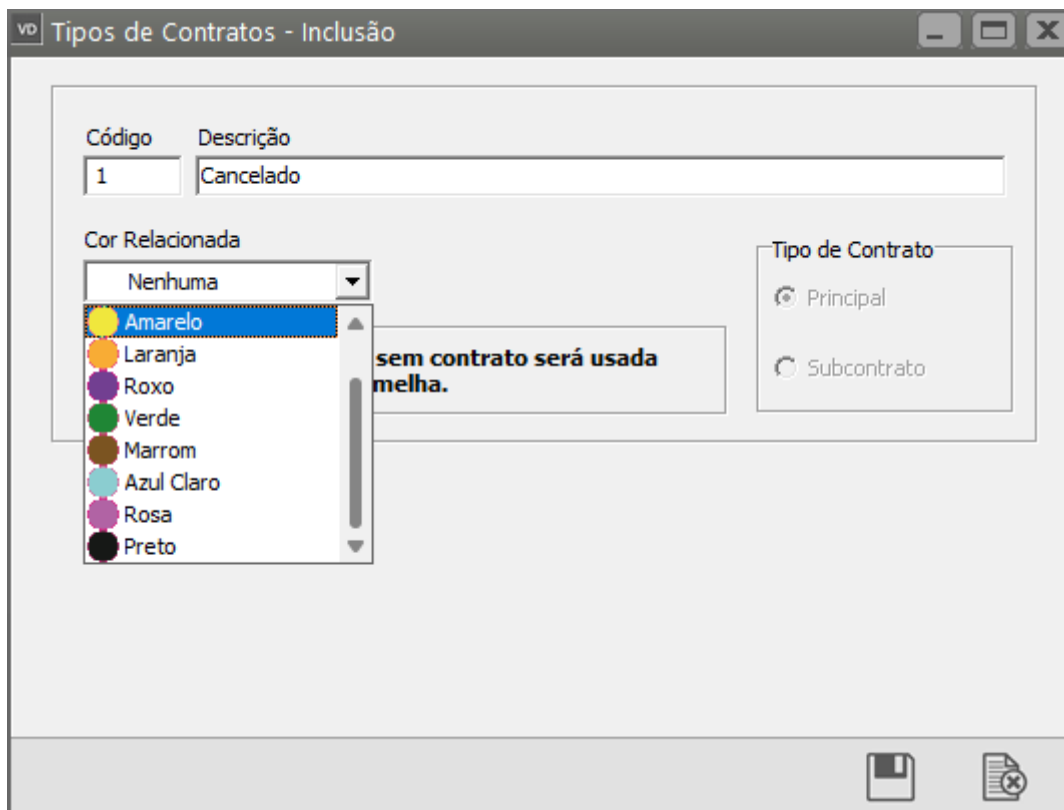 VD Tipos de Contratos - Inclusão
Código Descrição
1 Cancelado
Cor Relacionada
Nenhuma
Tipo de Contrato
Principal
Subcontrato
Amarelo
Laranja
Roxo
Verde
Marrom
Azul Claro
Rosa
Preto
sem contrato será usada
melha.